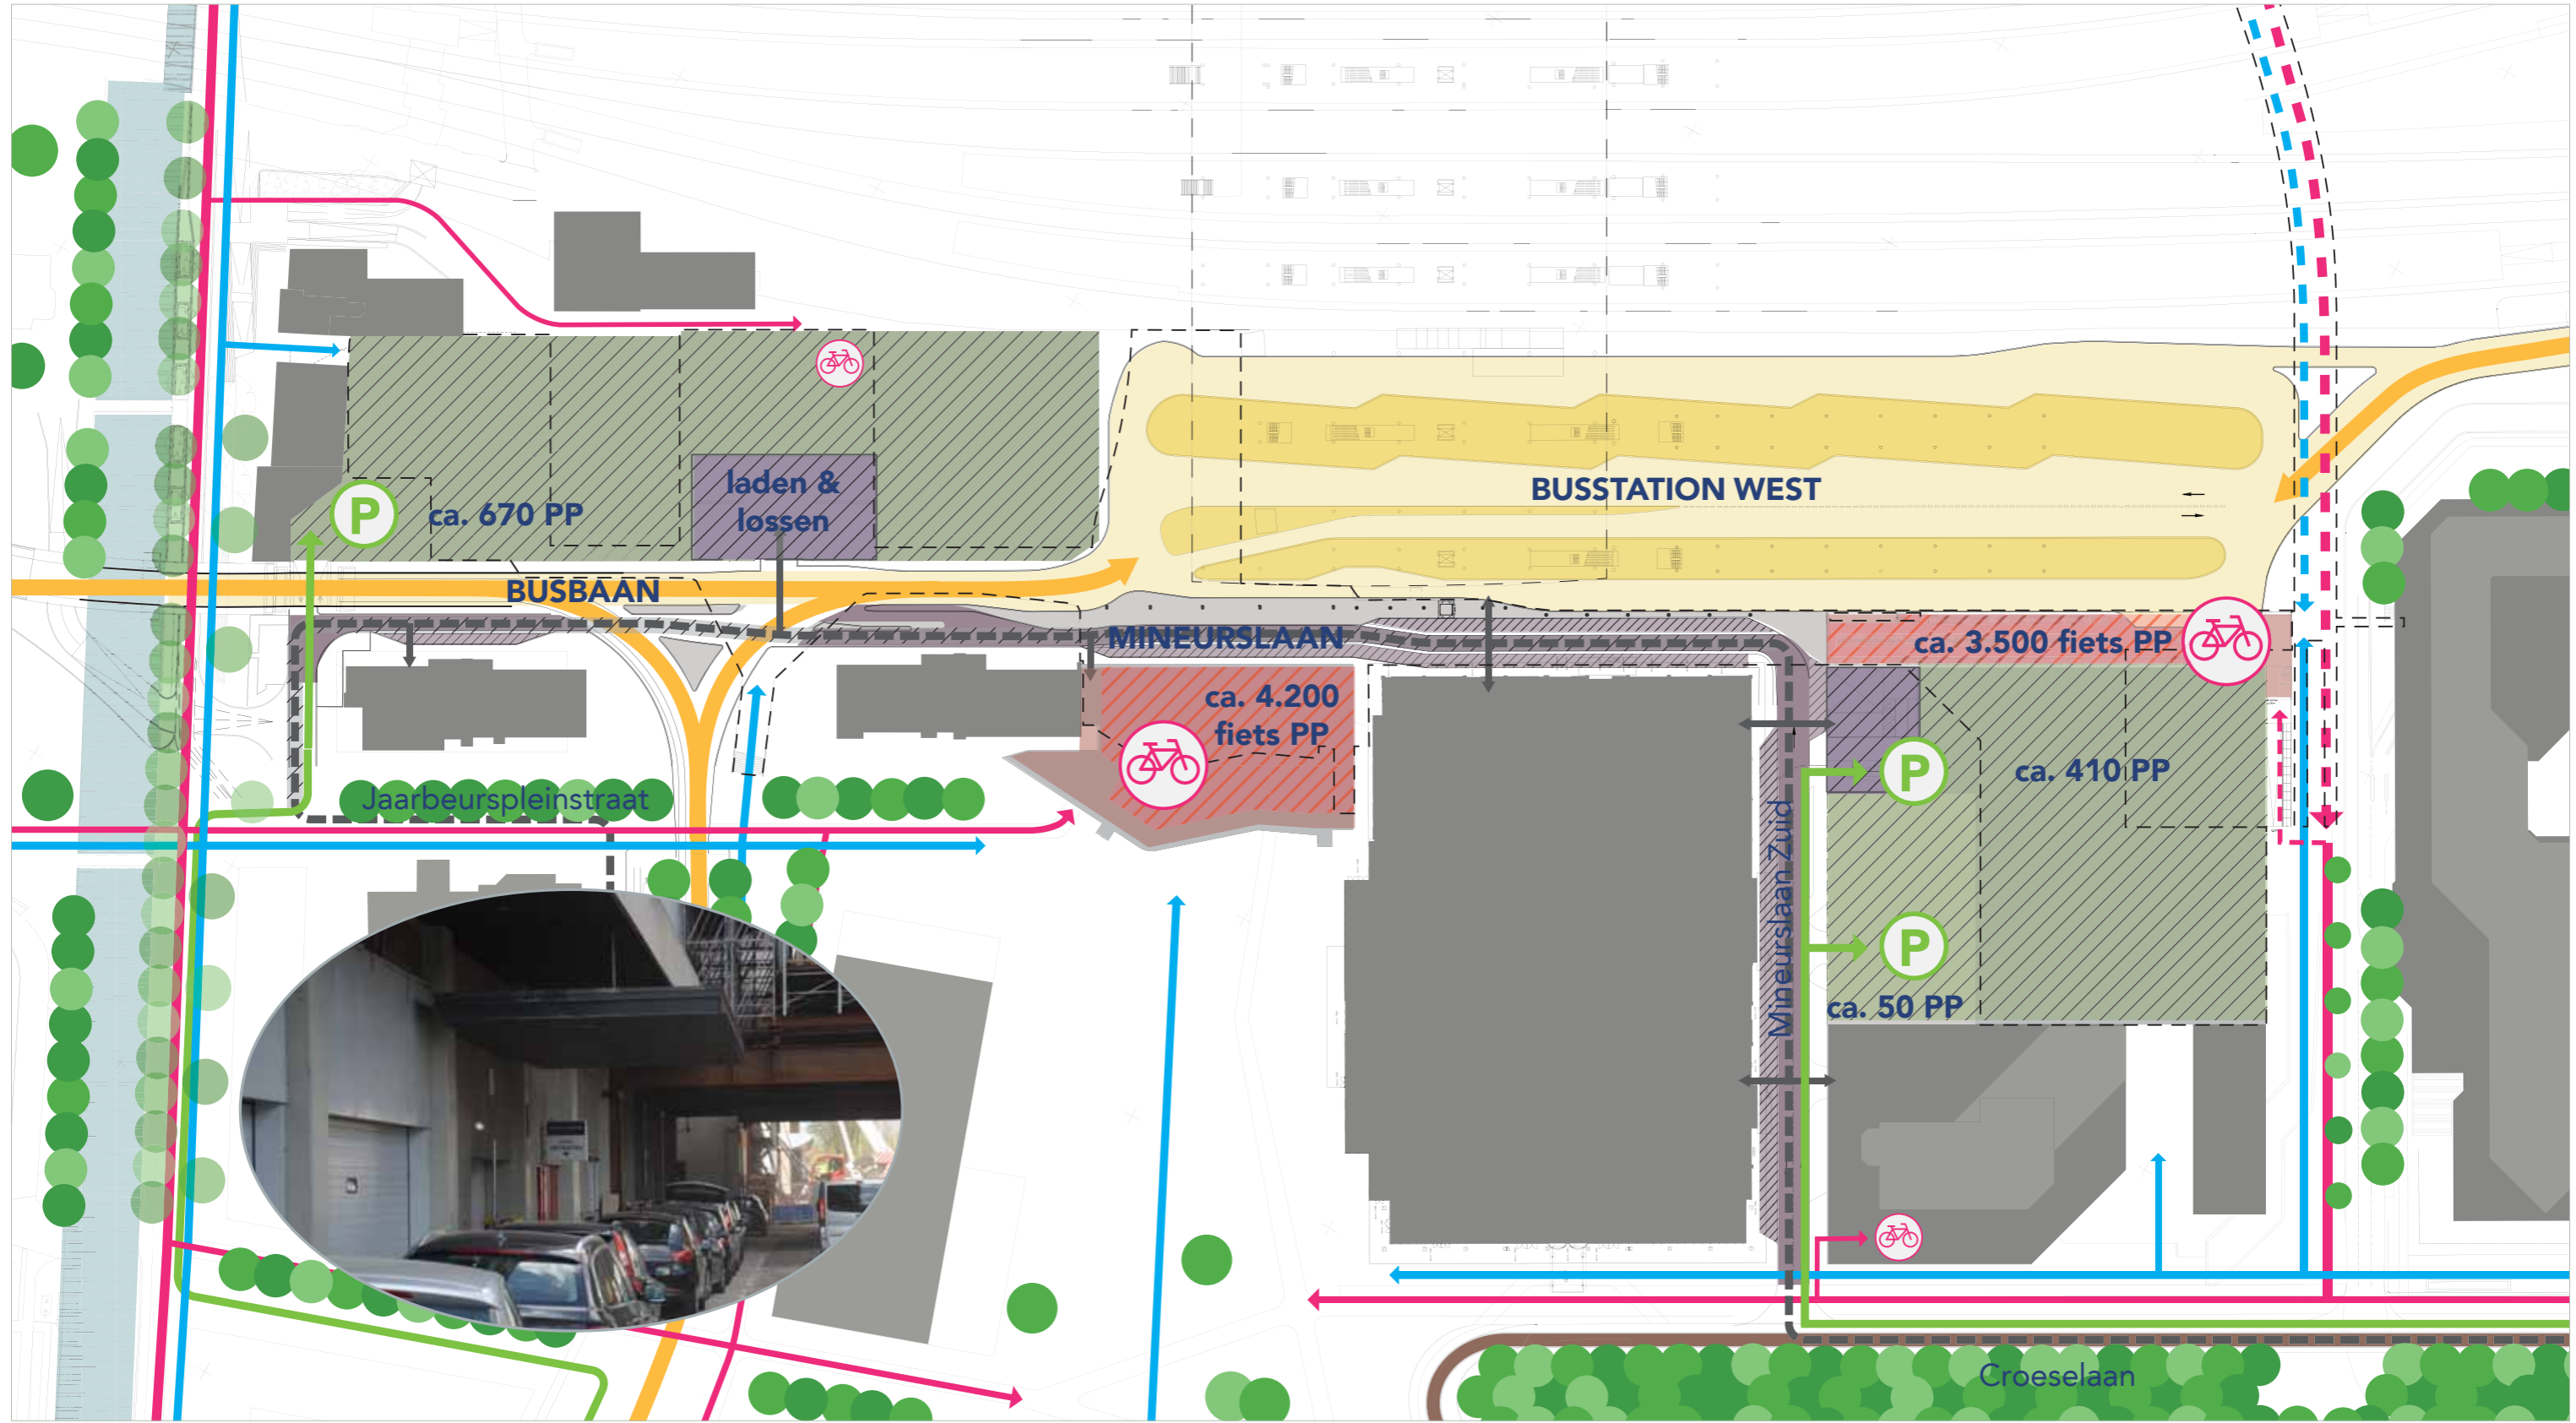 laden &
lossen
P
ca. 670 PP
BUSSTATION WEST
BUSBAAN
MINEURSLAAN
ca. 3.500 fiets PP
ca. 4.200
fiets PP
P
ca. 410 PP
Jaarbeurspleinstraat
Mineurslaan Zuid
P
ca. 50 PP
Croeselaan